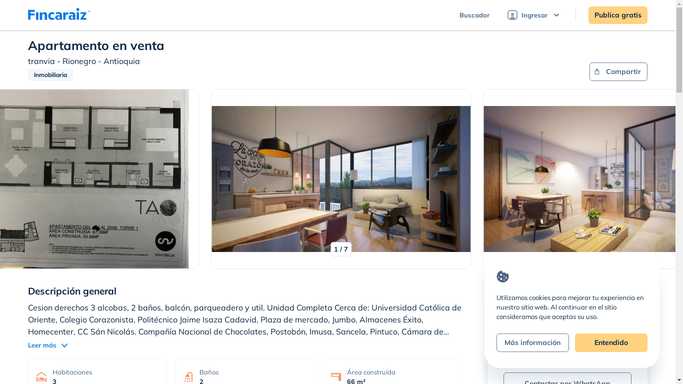 Fincaraiz
Buscador
Ingresar
Publica gratis
Apartamento en venta
tranvia - Rionegro - Antioquia
Inmobiliaria
Compartir
TAO
1 / 7
Descripción general
Cesion derechos 3 alcobas, 2 baños, balcón, parqueadero y util. Unidad Completa Cerca de: Universidad Católica de
Oriente, Colegio Corazonista, Politécnico Jaime Isaza Cadavid, Plaza de mercado, Jumbo, Almacenes Éxito,
Homecenter, CC Sán Nicolás. Compañía Nacional de Chocolates, Postobón, Imusa, Sancela, Pintuco, Cámara de...
Leer más
Utilizamos cookies para mejorar tu experiencia en
nuestro sitio web. Al continuar en el sitio
consideramos que aceptas su uso.
Más información
Entendido
Habitaciones
3
Baños
2
Área construida
66 m²
Contactar por WhatsApp